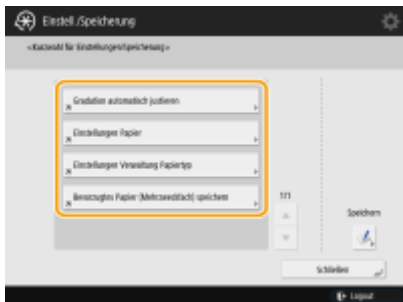 Einstell./Speicherung
<Kurzwahl für Einstellungen/Speicherung>
Gradation automatisch justieren
Einstellungen Papier
Einstellungen Verwaltung Papiertyp
Bevorzugtes Papier (Mehrzweckfach) speichern
1/1
Speichern
Schließen
Logout